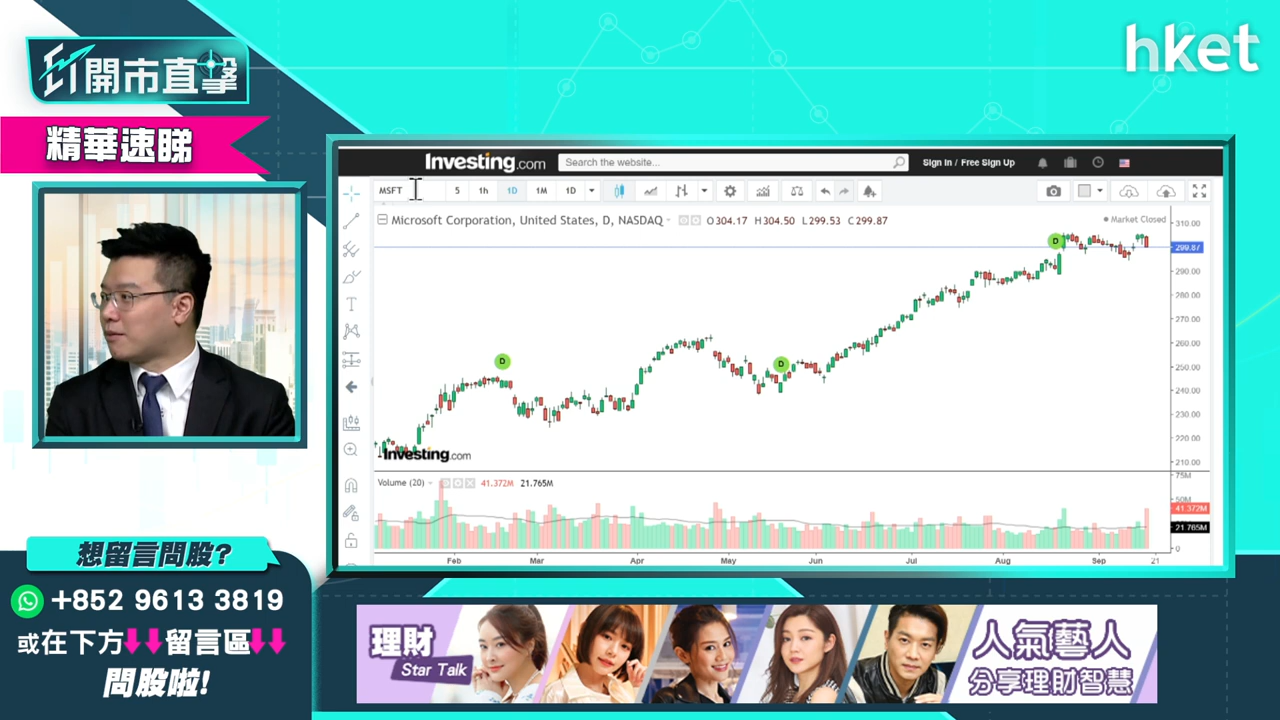 hket
ET開市直擊
精華速睇
Investing.com
Search the website...
Sign In / Free Sign Up
MSFT
5 1h 1D 1M 1D
Microsoft Corporation, United States, D, NASDAQ O304.17 H304.50 L299.53 C299.87
Market Closed
310.00
299.87
290.00
280.00
270.00
260.00
250.00
240.00
230.00
220.00
210.00
D
D
D
Investing.com
Volume (20) 41.372M 21.765M
75M
50M
41.372M
21.765M
0
Feb Mar Apr May Jun Jul Aug Sep 21
想留言問股?
+852 9613 3819
或在下方⬇⬇留言區⬇⬇
問股啦!
理財
Star Talk
人氣藝人
分享理財智慧